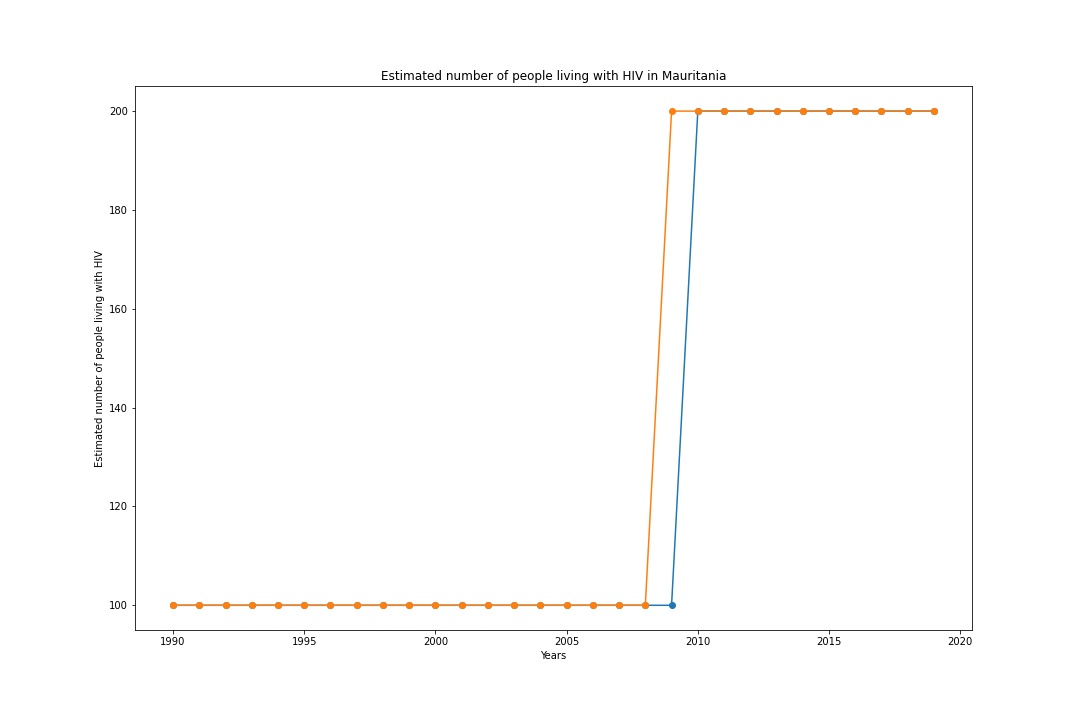 Estimated number of people living with HIV in Mauritania
Estimated number of people living with HIV
200
180
160
140
120
100
1990 1995 2000 2005 2010 2015 2020
Years